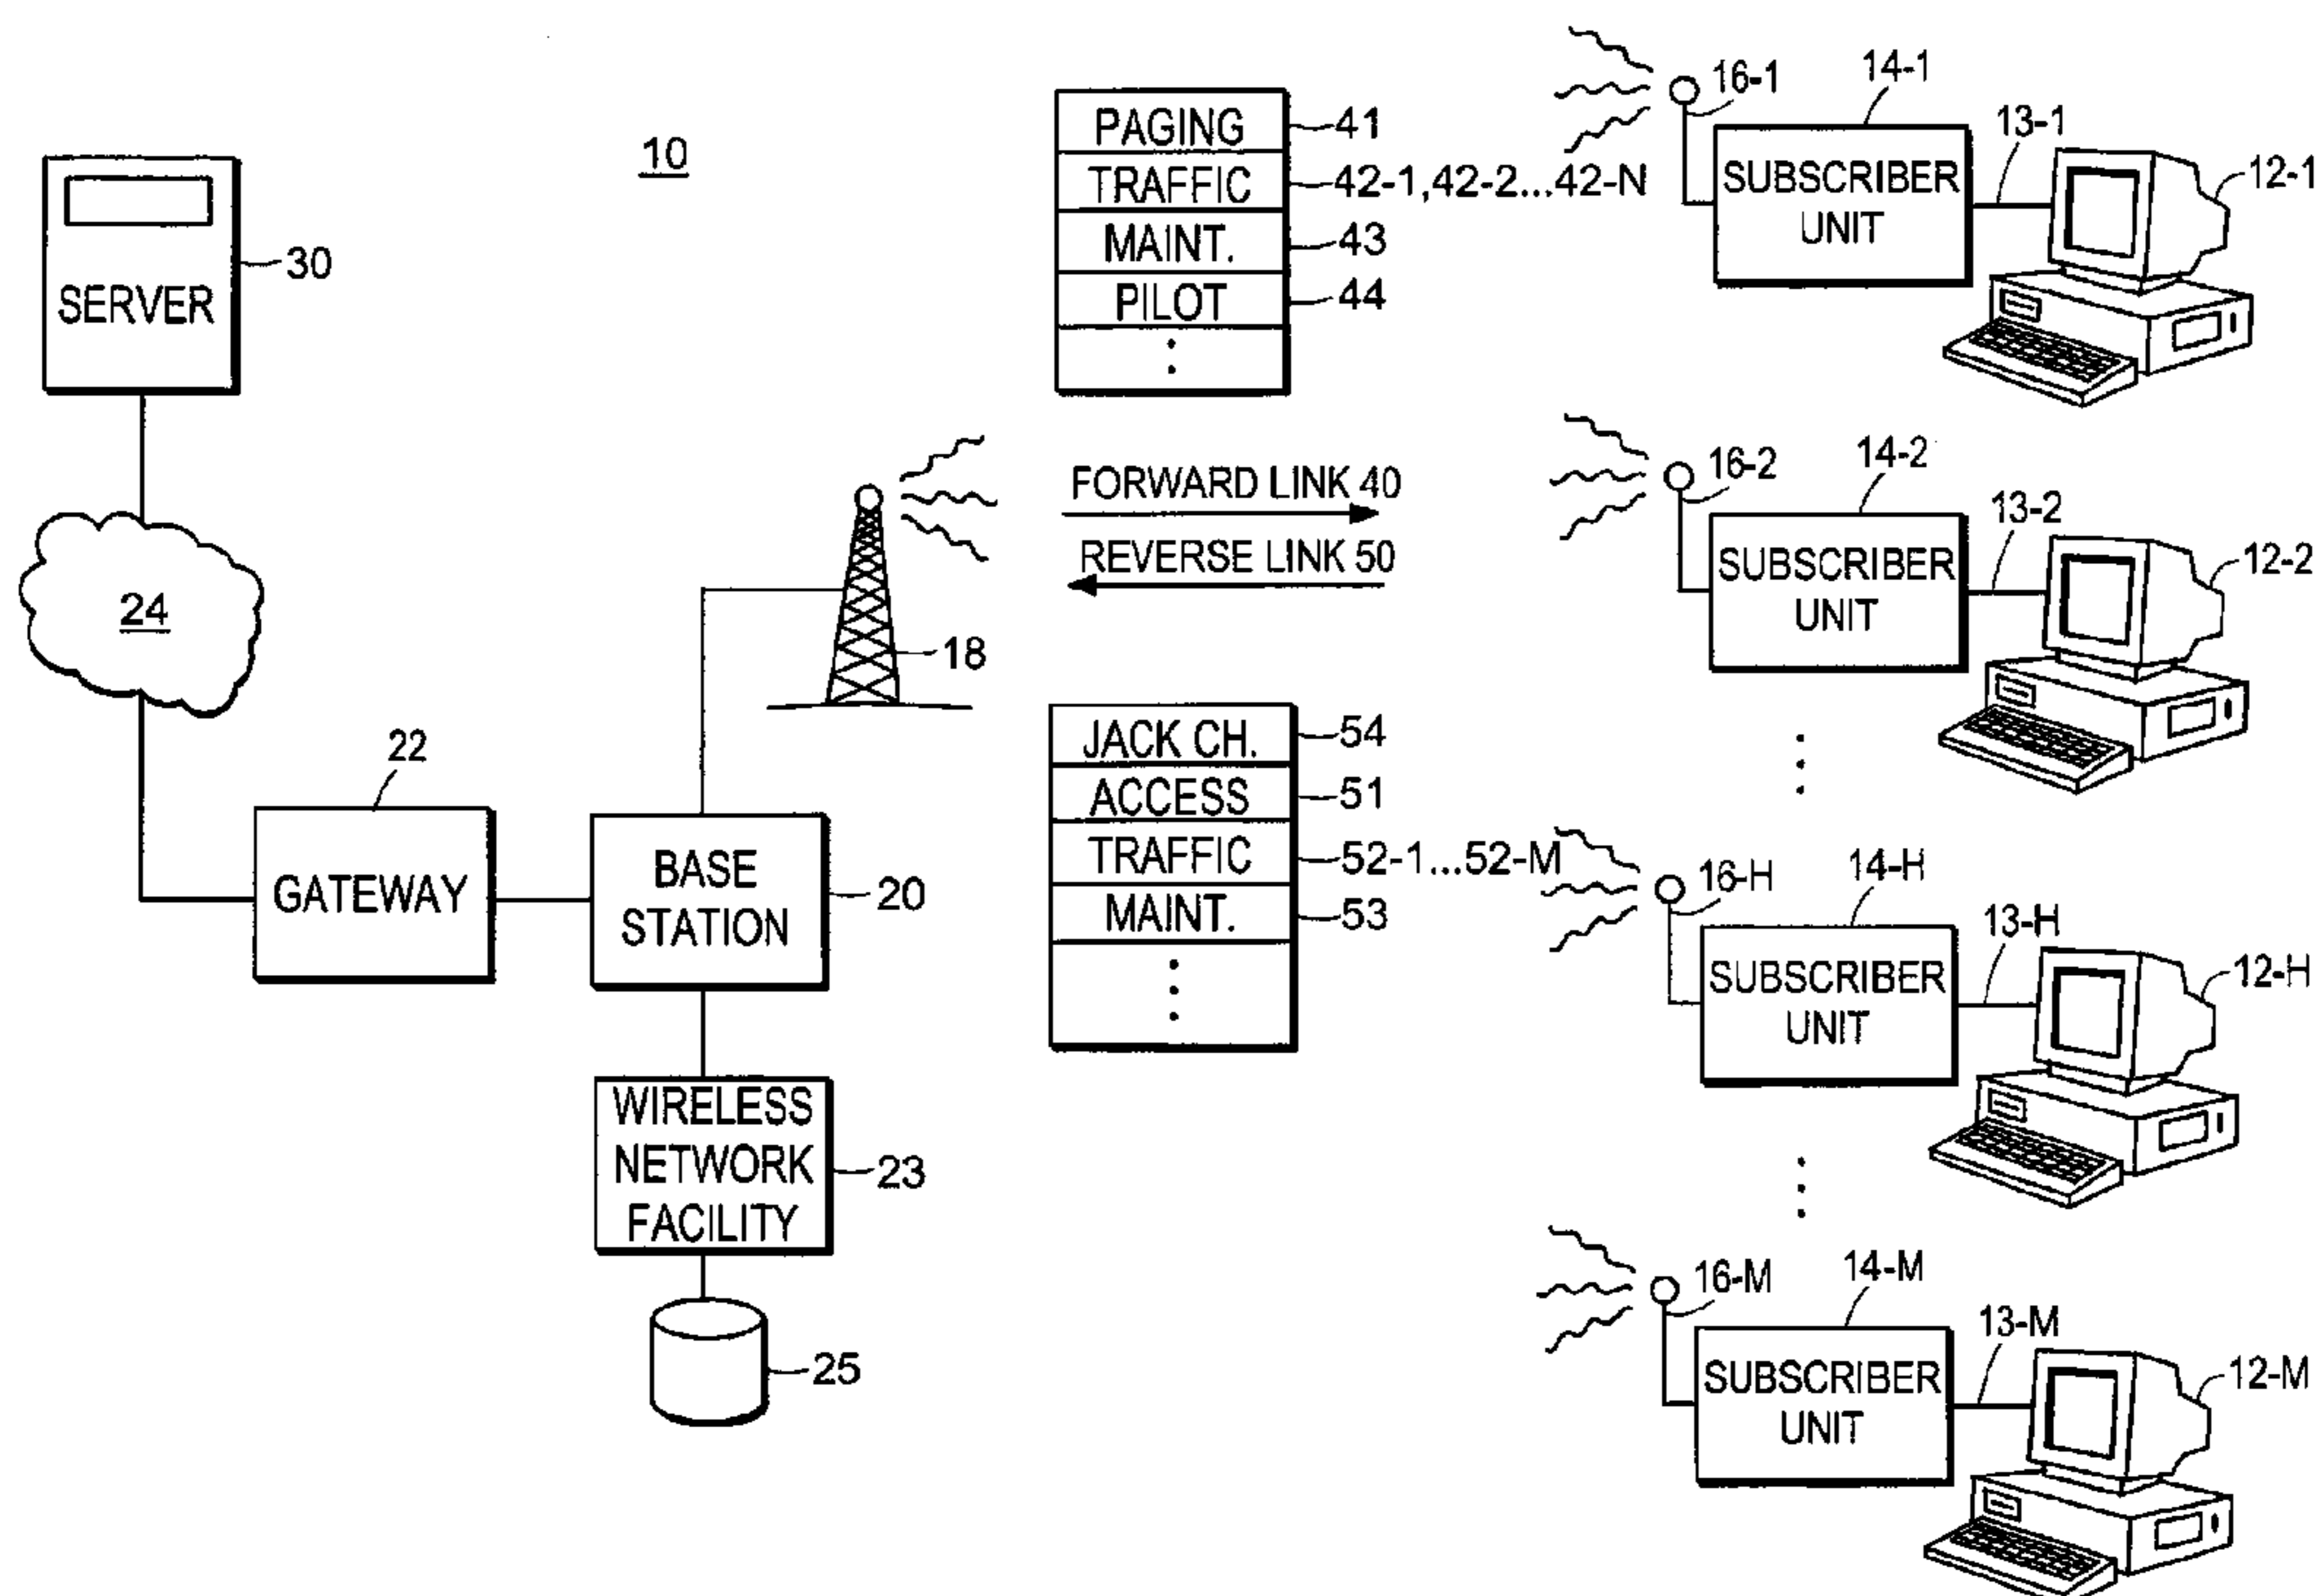 10
SERVER
30
24
22
GATEWAY
BASE
STATION
20
18
WIRELESS
NETWORK
FACILITY
23
25
PAGING
41
TRAFFIC
42-1,42-2...42-N
MAINT.
43
PILOT
44
FORWARD LINK 40
REVERSE LINK 50
JACK CH.
54
ACCESS
51
TRAFFIC
52-1...52-M
MAINT.
53
16-1
14-1
SUBSCRIBER
UNIT
13-1
12-1
16-2
14-2
SUBSCRIBER
UNIT
13-2
12-2
16-H
14-H
SUBSCRIBER
UNIT
13-H
12-H
16-M
14-M
SUBSCRIBER
UNIT
13-M
12-M